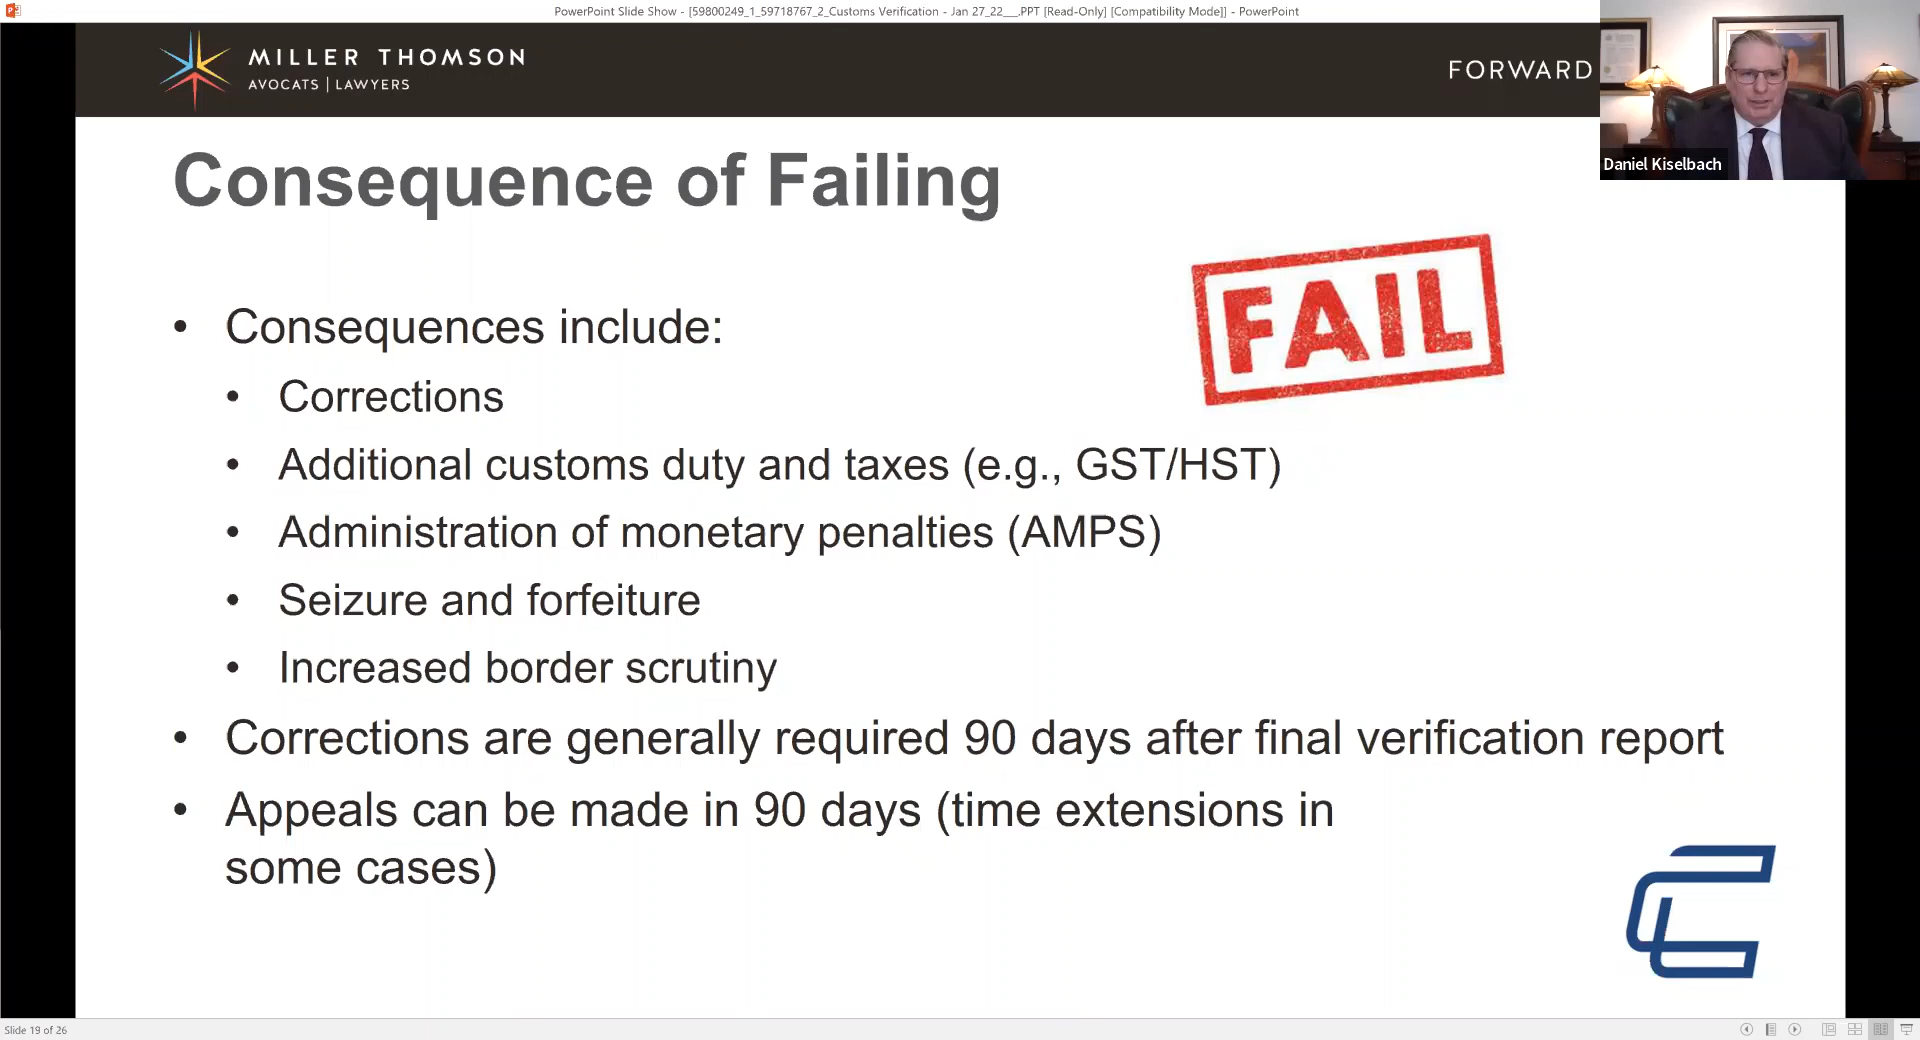 PowerPoint Slide Show - [59800249_1_59718767_2_Customs Verification - Jan 27_22___.PPT [Read-Only] [Compatibility Mode]] - PowerPoint
MILLER THOMSON
AVOCATS | LAWYERS
FORWARD
Daniel Kiselbach
Consequence of Failing
FAIL
• Consequences include:
• Corrections
• Additional customs duty and taxes (e.g., GST/HST)
• Administration of monetary penalties (AMPS)
• Seizure and forfeiture
• Increased border scrutiny
• Corrections are generally required 90 days after final verification report
• Appeals can be made in 90 days (time extensions in
some cases)
Slide 19 of 26